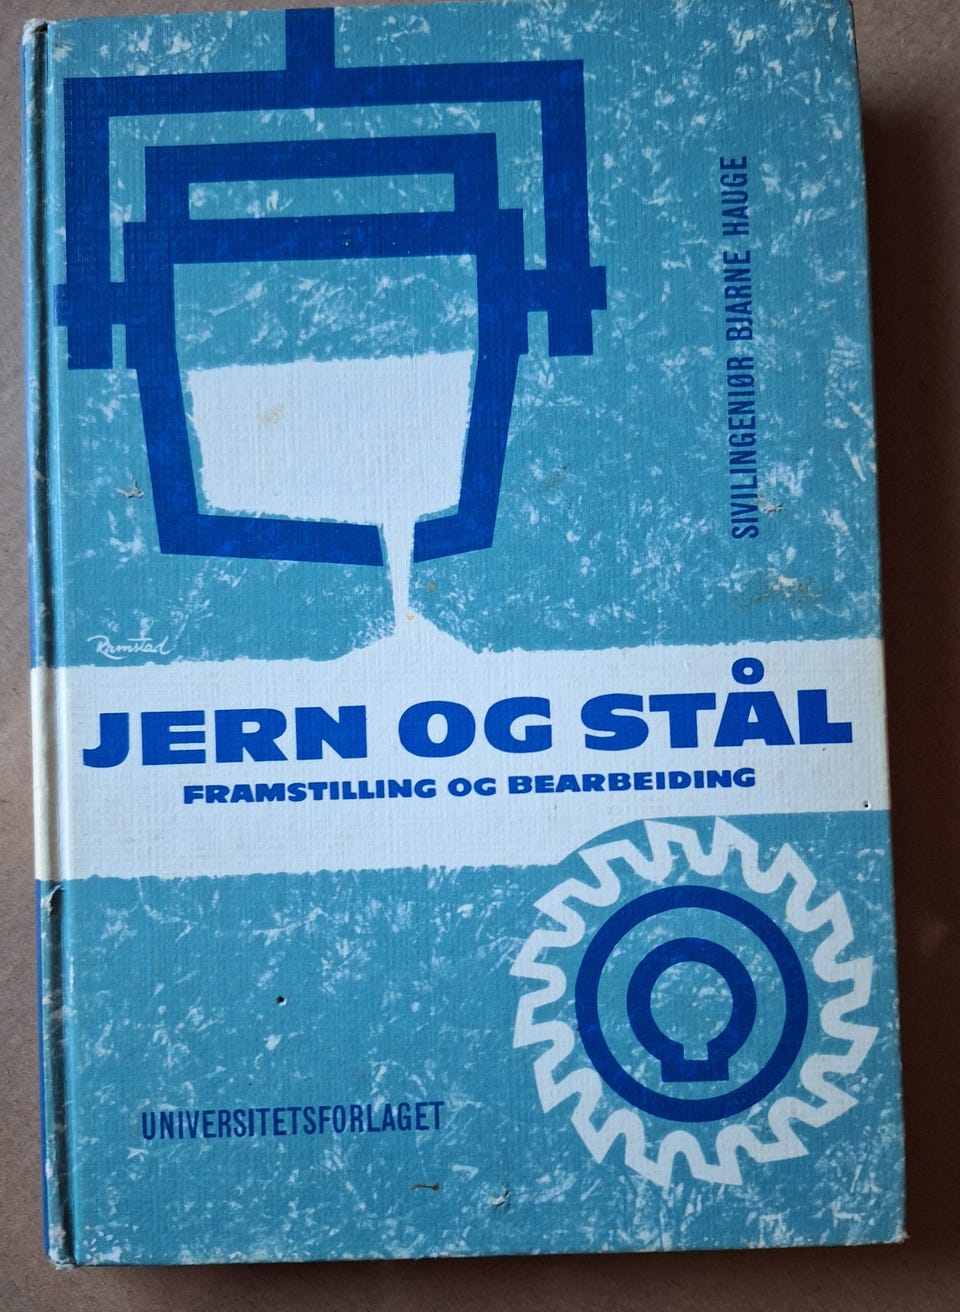 SIVILINGENIØR BJARNE HAUGE
Ramstad
JERN OG STÅL
FRAMSTILLING OG BEARBEIDING
UNIVERSITETSFORLAGET